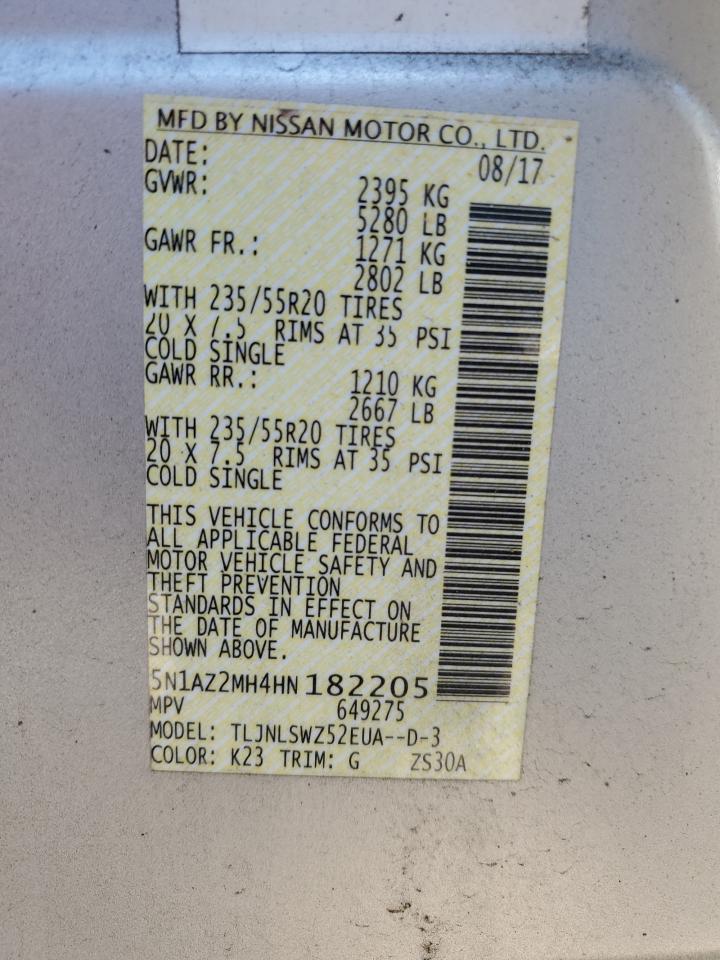 MFD BY NISSAN MOTOR CO., LTD.
DATE: 08/17
GVWR: 2395 KG
5280 LB
GAWR FR.: 1271 KG
2802 LB
WITH 235/55R20 TIRES
20 X 7.5 RIMS AT 35 PSI
COLD SINGLE
GAWR RR.: 1210 KG
2667 LB
WITH 235/55R20 TIRES
20 X 7.5 RIMS AT 35 PSI
COLD SINGLE
THIS VEHICLE CONFORMS TO
ALL APPLICABLE FEDERAL
MOTOR VEHICLE SAFETY AND
THEFT PREVENTION
STANDARDS IN EFFECT ON
THE DATE OF MANUFACTURE
SHOWN ABOVE.
5N1AZ2MH4HN 182205
MPV 649275
MODEL: TLJNLSWZ52EUA--D-3
COLOR: K23 TRIM: G ZS30A